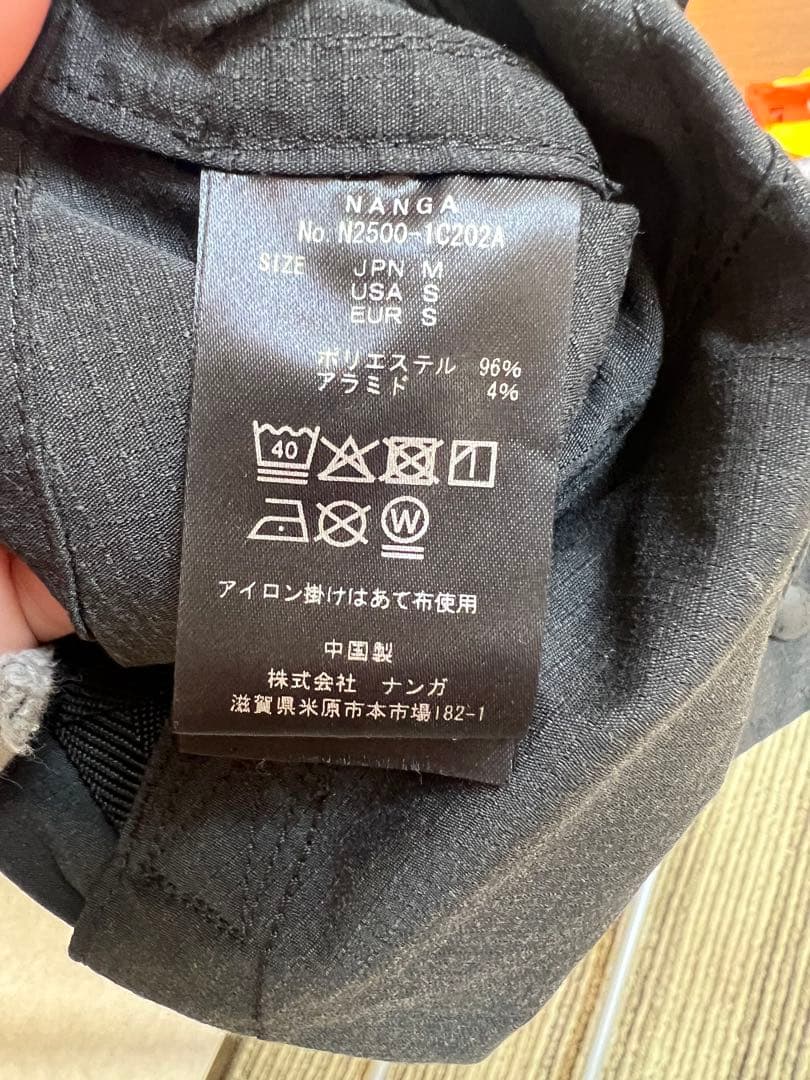 NANGA
No. N2500-1C202A
SIZE JPN M
USA S
EUR S
ポリエステル 96%
アラミド 4%
40
W
アイロン掛けはあて布使用
中国製
株式会社 ナンガ
滋賀県米原市本市場182-1